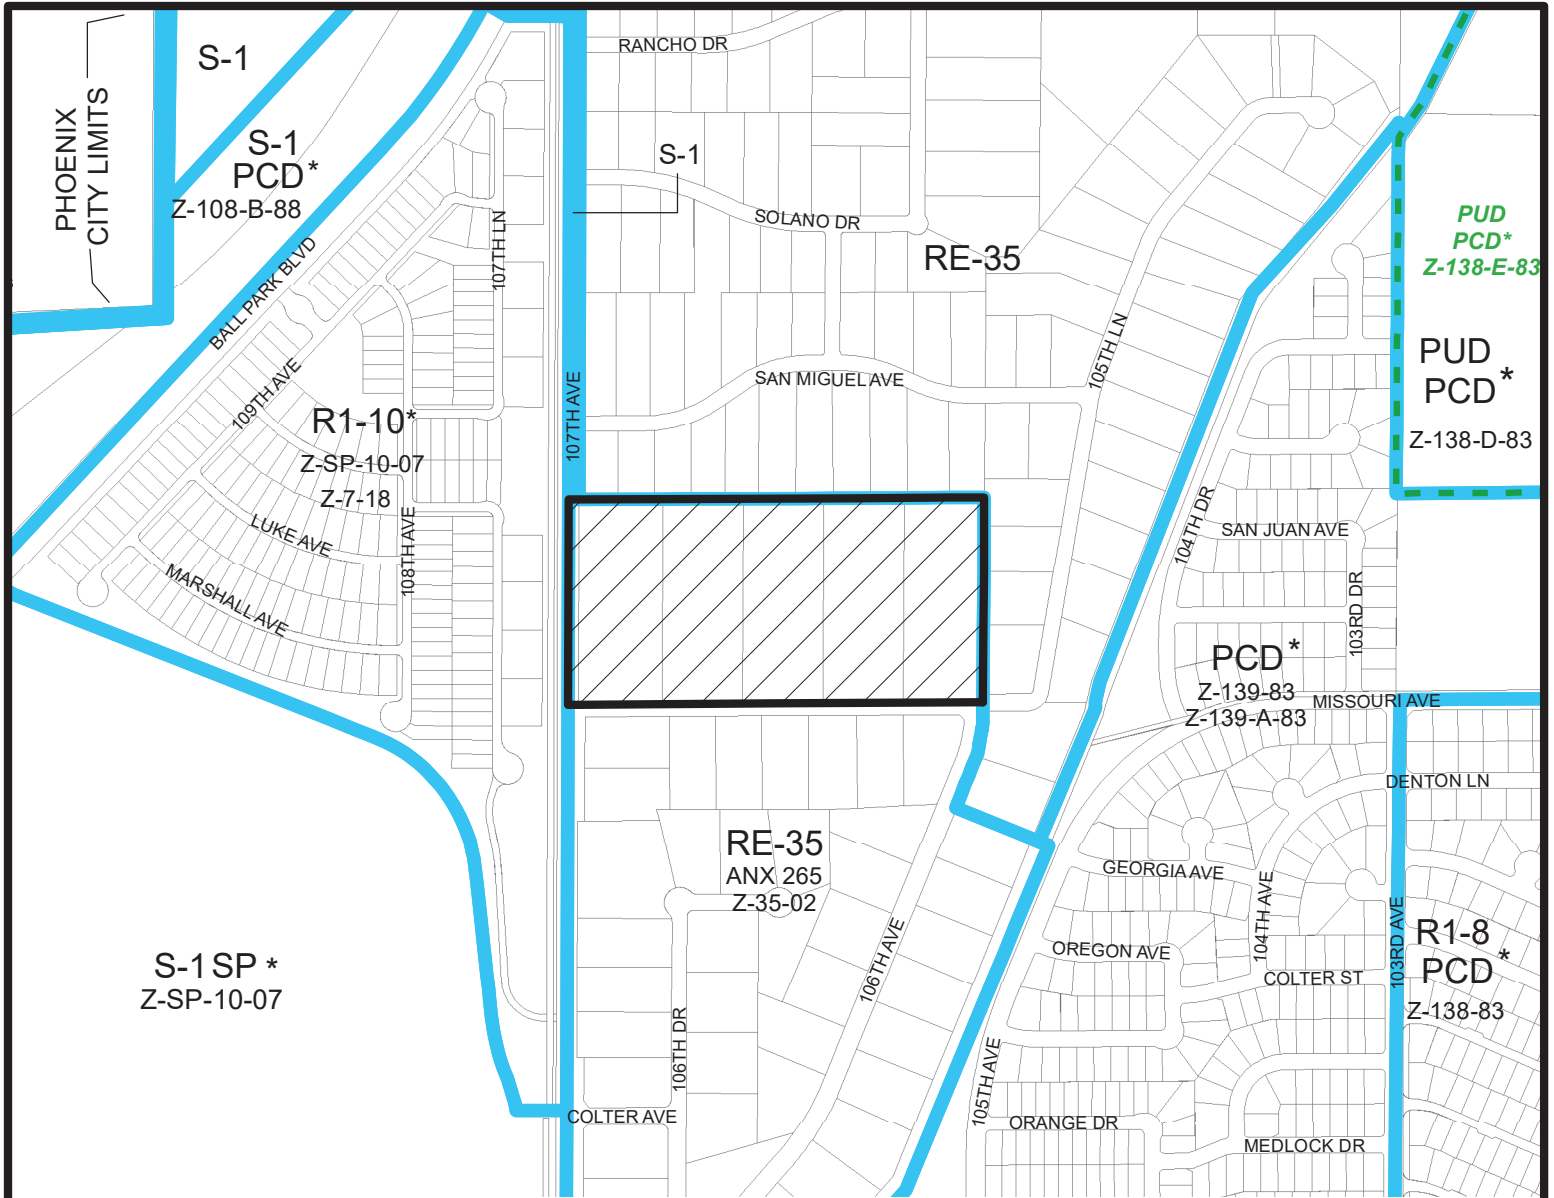 RANCHO DR
S-1
PHOENIX
CITY LIMITS
S-1
PCD*
Z-108-B-88
S-1
SOLANO DR
RE-35
107TH LN
BALL PARK BLVD
PUD
PCD*
Z-138-E-83
105TH LN
PUD
PCD*
Z-138-D-83
SAN MIGUEL AVE
107TH AVE
109TH AVE
R1-10*
Z-SP-10-07
Z-7-18
LUKE AVE
108TH AVE
MARSHALL AVE
104TH DR
SAN JUAN AVE
103RD DR
PCD*
Z-139-83
Z-139-A-83
MISSOURI AVE
DENTON LN
RE-35
ANX 265
Z-35-02
GEORGIA AVE
104TH AVE
103RD AVE
R1-8
PCD*
Z-138-83
OREGON AVE
COLTER ST
S-1 SP *
Z-SP-10-07
106TH AVE
106TH DR
105TH AVE
COLTER AVE
ORANGE DR
MEDLOCK DR